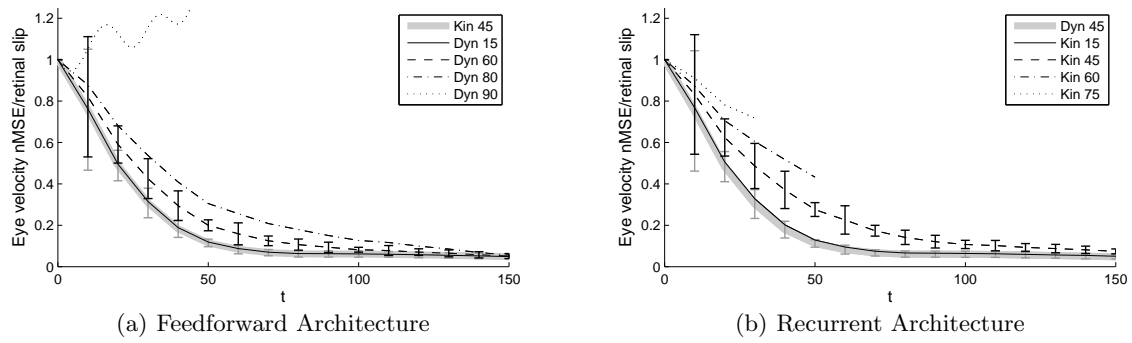 Eye velocity nMSE/retinal slip
1.2
1
0.8
0.6
0.4
0.2
0
0
50
100
150
t
Kin 45
Dyn 15
Dyn 60
Dyn 80
Dyn 90
(a) Feedforward Architecture
Eye velocity nMSE/retinal slip
1.2
1
0.8
0.6
0.4
0.2
0
0
50
100
150
t
Dyn 45
Kin 15
Kin 45
Kin 60
Kin 75
(b) Recurrent Architecture